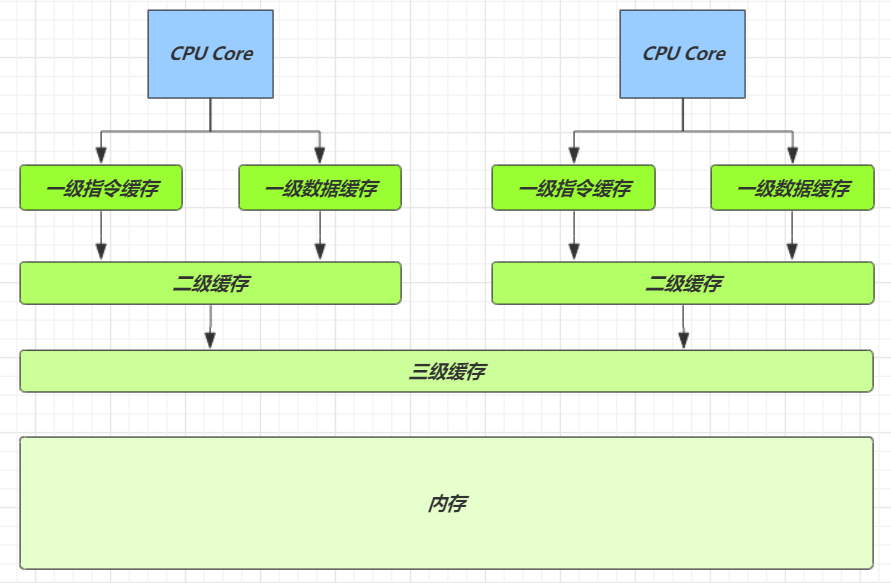 CPU Core
CPU Core
一级指令缓存
一级数据缓存
一级指令缓存
一级数据缓存
二级缓存
二级缓存
三级缓存
内存